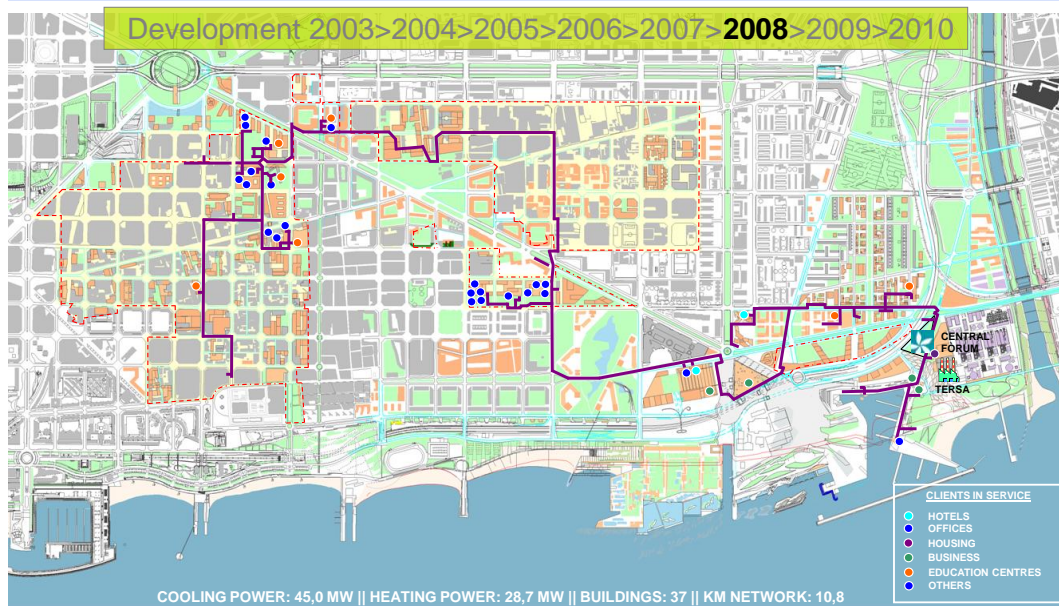 Development 2003>2004>2005>2006>2007>2008>2009>2010
CENTRAL
FÒRUM
TERSA
CLIENTS IN SERVICE
HOTELS
OFFICES
HOUSING
BUSINESS
EDUCATION CENTRES
OTHERS
COOLING POWER: 45,0 MW || HEATING POWER: 28,7 MW || BUILDINGS: 37 || KM NETWORK: 10,8